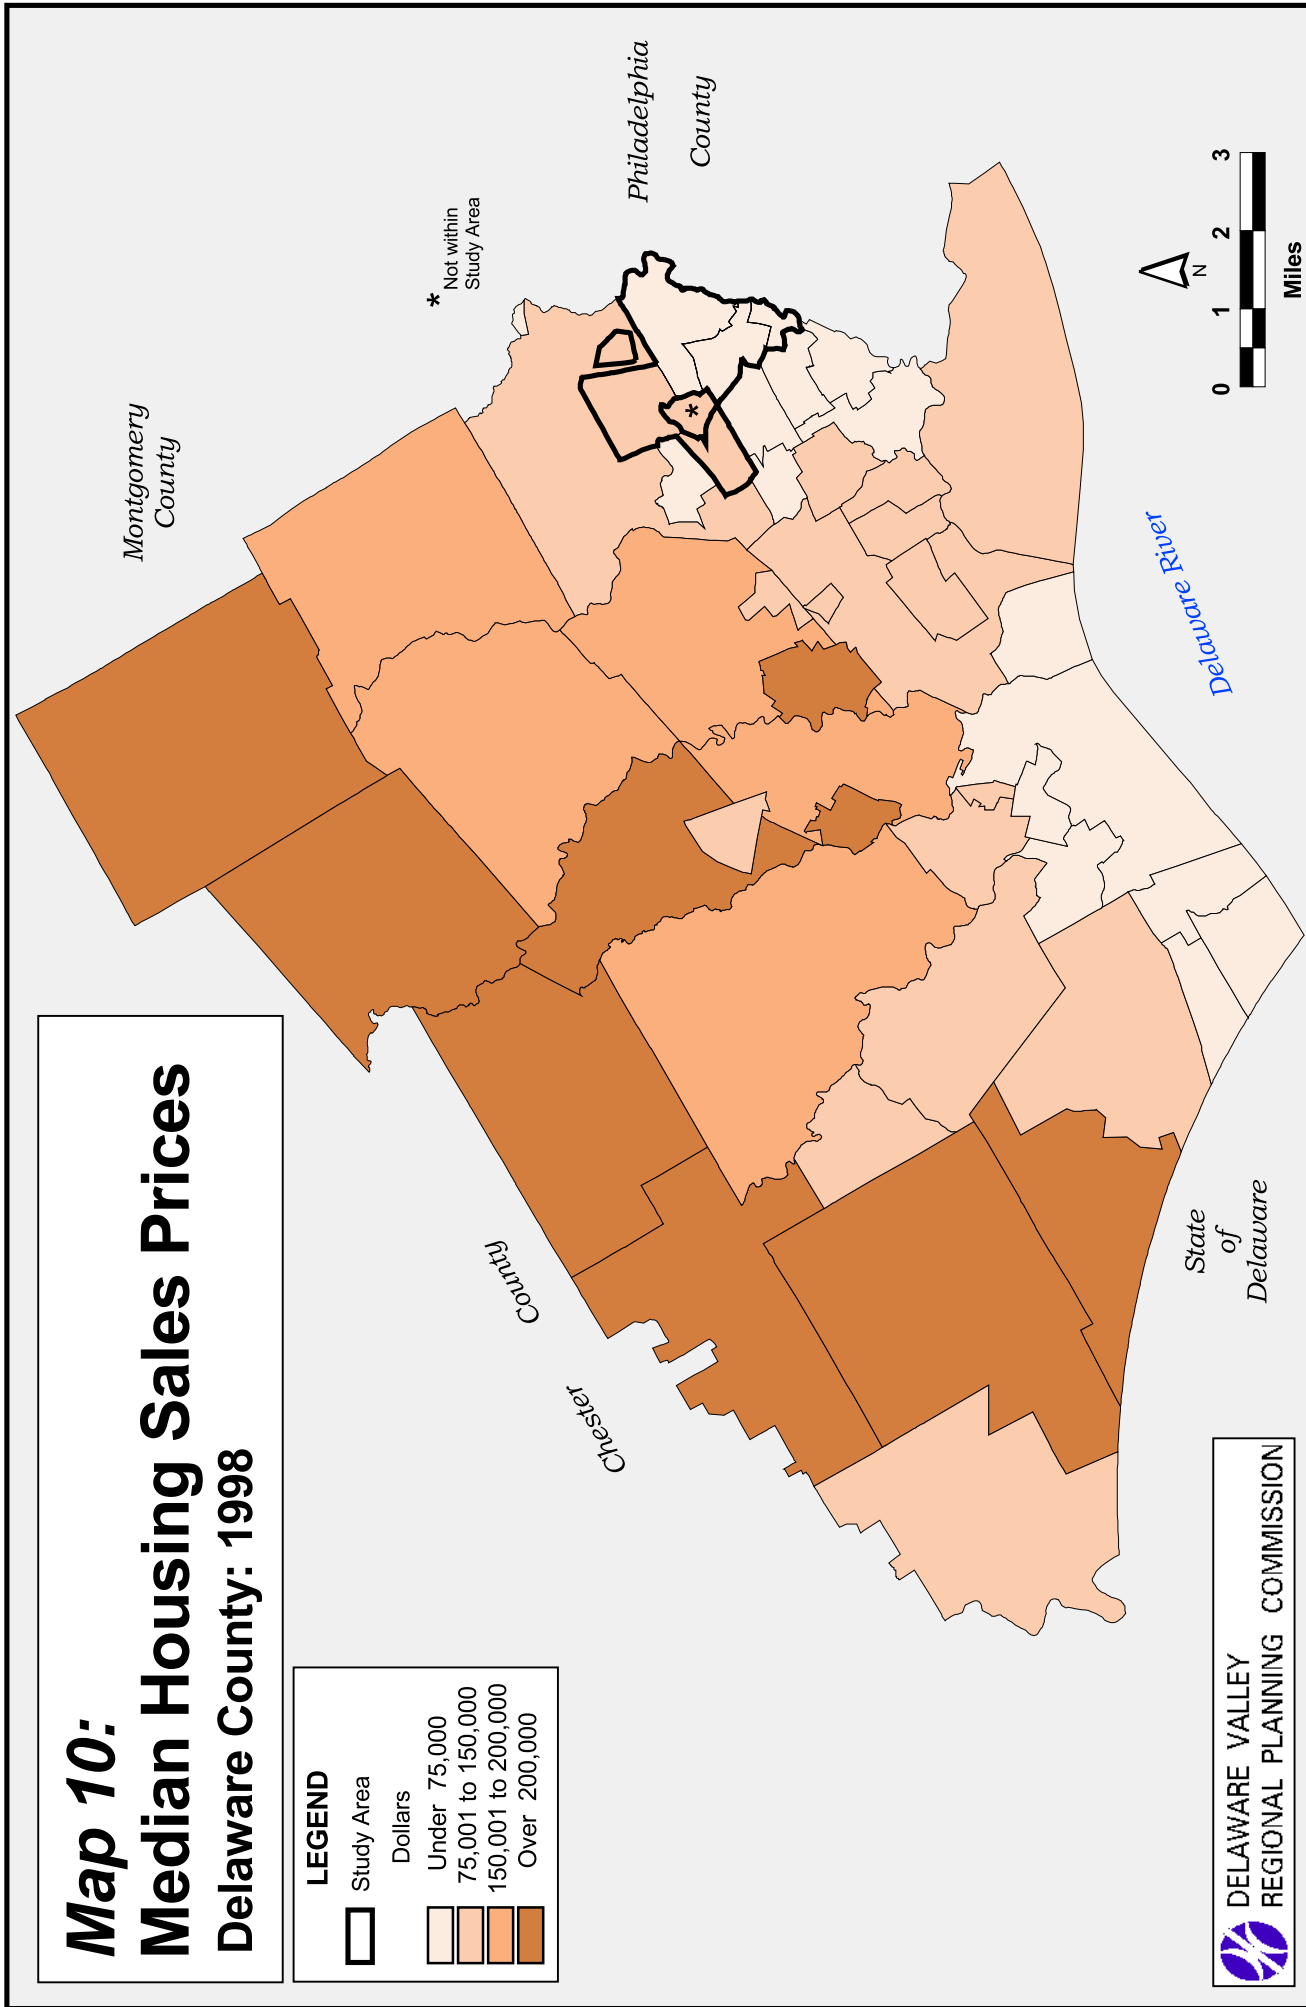 Map 10:
Median Housing Sales Prices
Delaware County: 1998
LEGEND
Study Area
Dollars
Under 75,000
75,001 to 150,000
150,001 to 200,000
Over 200,000
Montgomery
County
*
Not within
Study Area
Philadelphia
County
*
Chester
County
Delaware River
State
of
Delaware
N
0 1 2 3
Miles
DELAWARE VALLEY
REGIONAL PLANNING COMMISSION